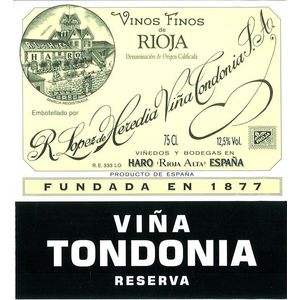 VINOS FINOS
de
RIOJA
Denominación de Origen Calificada
HARO
MARCA REGISTRADA
Embotellado por
R. López de Heredia Viña Tondonia, S.A.
75 Cl. 12,5% Vol.
VIÑEDOS Y BODEGAS EN
R.E. 333 LO HARO (RIOJA ALTA) ESPAÑA
PRODUCTO DE ESPAÑA
FUNDADA EN 1877
VIÑA
TONDONIA
RESERVA